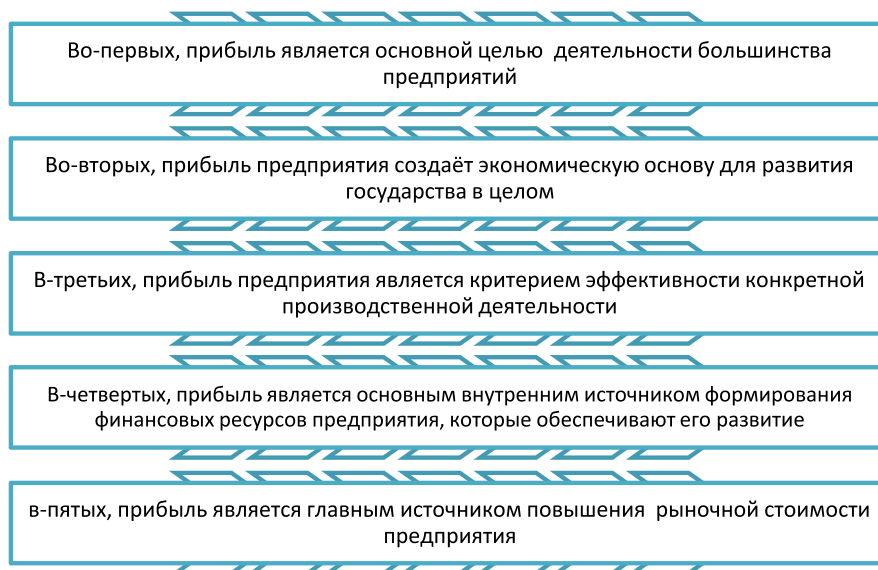 Во-первых, прибыль является основной целью  деятельности большинства
предприятий
Во-вторых, прибыль предприятия создаёт экономическую основу для развития
государства в целом
В-третьих, прибыль предприятия является критерием эффективности конкретной
производственной деятельности
В-четвертых, прибыль является основным внутренним источником формирования
финансовых ресурсов предприятия, которые обеспечивают его развитие
в-пятых, прибыль является главным источником повышения  рыночной стоимости
предприятия